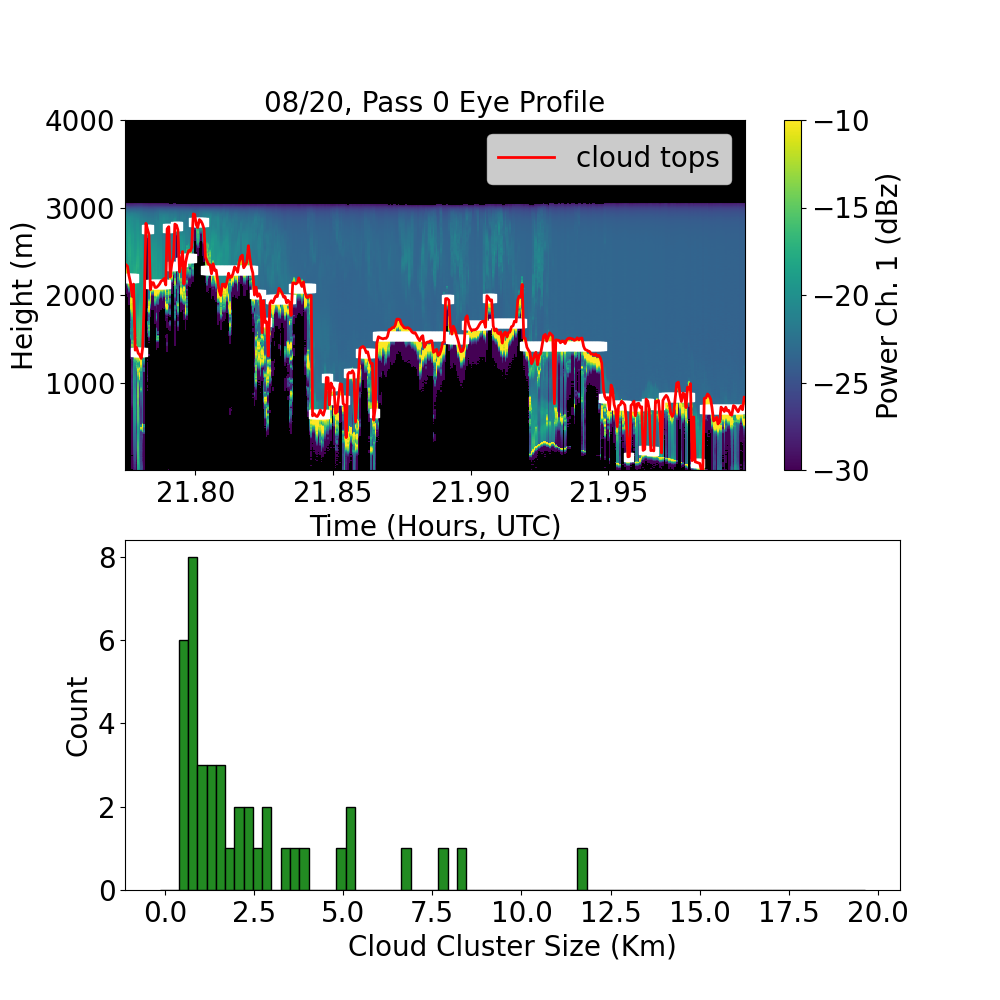 08/20, Pass 0 Eye Profile
cloud tops
4000
3000
2000
1000
Height (m)
21.80 21.85 21.90 21.95
Time (Hours, UTC)
−10
−15
−20
−25
−30
Power Ch. 1 (dBz)
8
6
4
2
0
Count
0.0 2.5 5.0 7.5 10.0 12.5 15.0 17.5 20.0
Cloud Cluster Size (Km)